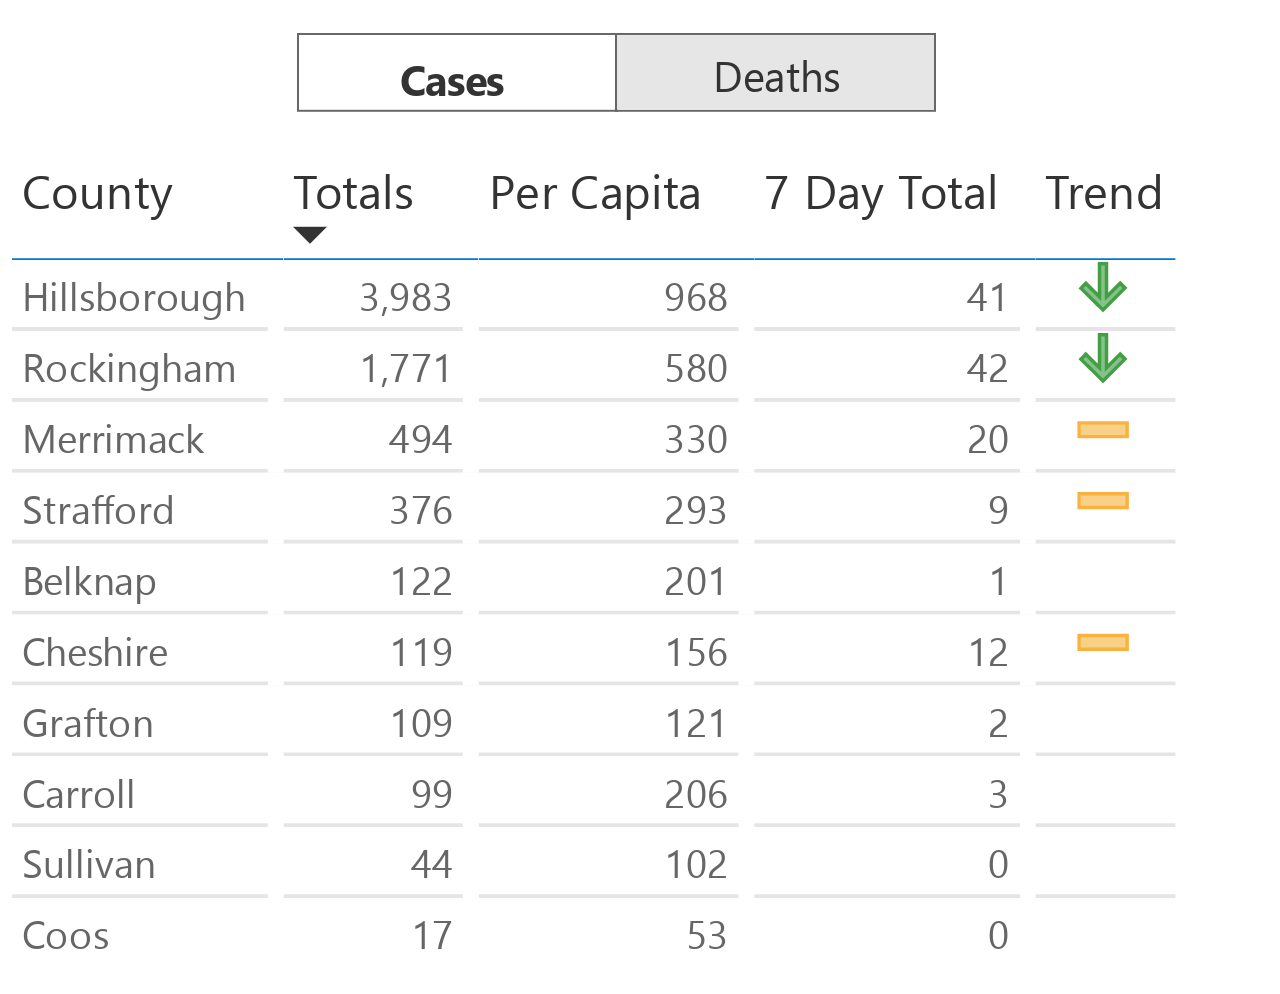 Cases Deaths
County Totals Per Capita 7 Day Total Trend
Hillsborough 3,983 968 41
Rockingham 1,771 580 42
Merrimack 494 330 20
Strafford 376 293 9
Belknap 122 201 1
Cheshire 119 156 12
Grafton 109 121 2
Carroll 99 206 3
Sullivan 44 102 0
Coos 17 53 0